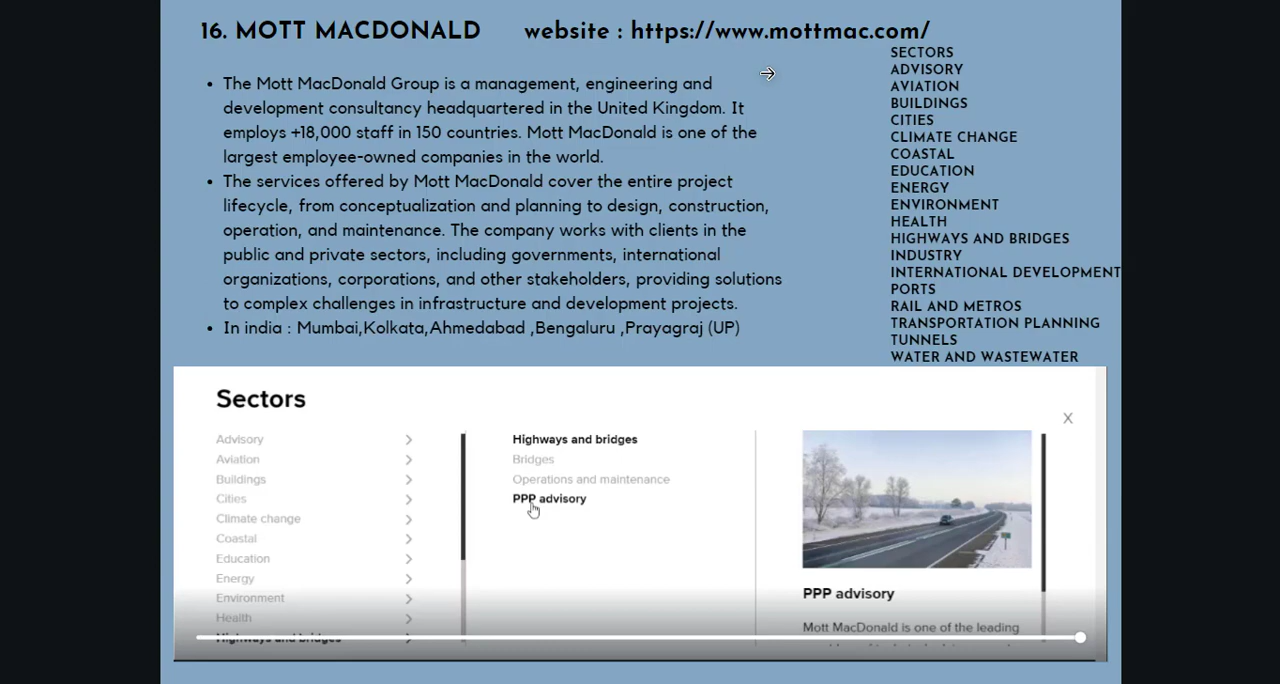 16. MOTT MACDONALD website : https://www.mottmac.com/
• The Mott MacDonald Group is a management, engineering and
development consultancy headquartered in the United Kingdom. It
employs +18,000 staff in 150 countries. Mott MacDonald is one of the
largest employee-owned companies in the world.
• The services offered by Mott MacDonald cover the entire project
lifecycle, from conceptualization and planning to design, construction,
operation, and maintenance. The company works with clients in the
public and private sectors, including governments, international
organizations, corporations, and other stakeholders, providing solutions
to complex challenges in infrastructure and development projects.
• In india : Mumbai,Kolkata,Ahmedabad ,Bengaluru ,Prayagraj (UP)
SECTORS
ADVISORY
AVIATION
BUILDINGS
CITIES
CLIMATE CHANGE
COASTAL
EDUCATION
ENERGY
ENVIRONMENT
HEALTH
HIGHWAYS AND BRIDGES
INDUSTRY
INTERNATIONAL DEVELOPMENT
PORTS
RAIL AND METROS
TRANSPORTATION PLANNING
TUNNELS
WATER AND WASTEWATER
Sectors
X
Advisory
Aviation
Buildings
Cities
Climate change
Coastal
Education
Energy
Environment
Health
Highways and bridges
Highways and bridges
Bridges
Operations and maintenance
PPP advisory
PPP advisory
Mott MacDonald is one of the leading